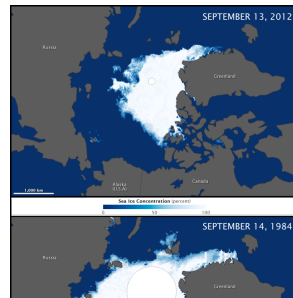 SEPTEMBER 13, 2012
Russia
Greenland
Alaska
(U.S.A)
Canada
1,000 km
Sea Ice Concentration (percent)
0 50 100
SEPTEMBER 14, 1984
Russia
Greenland